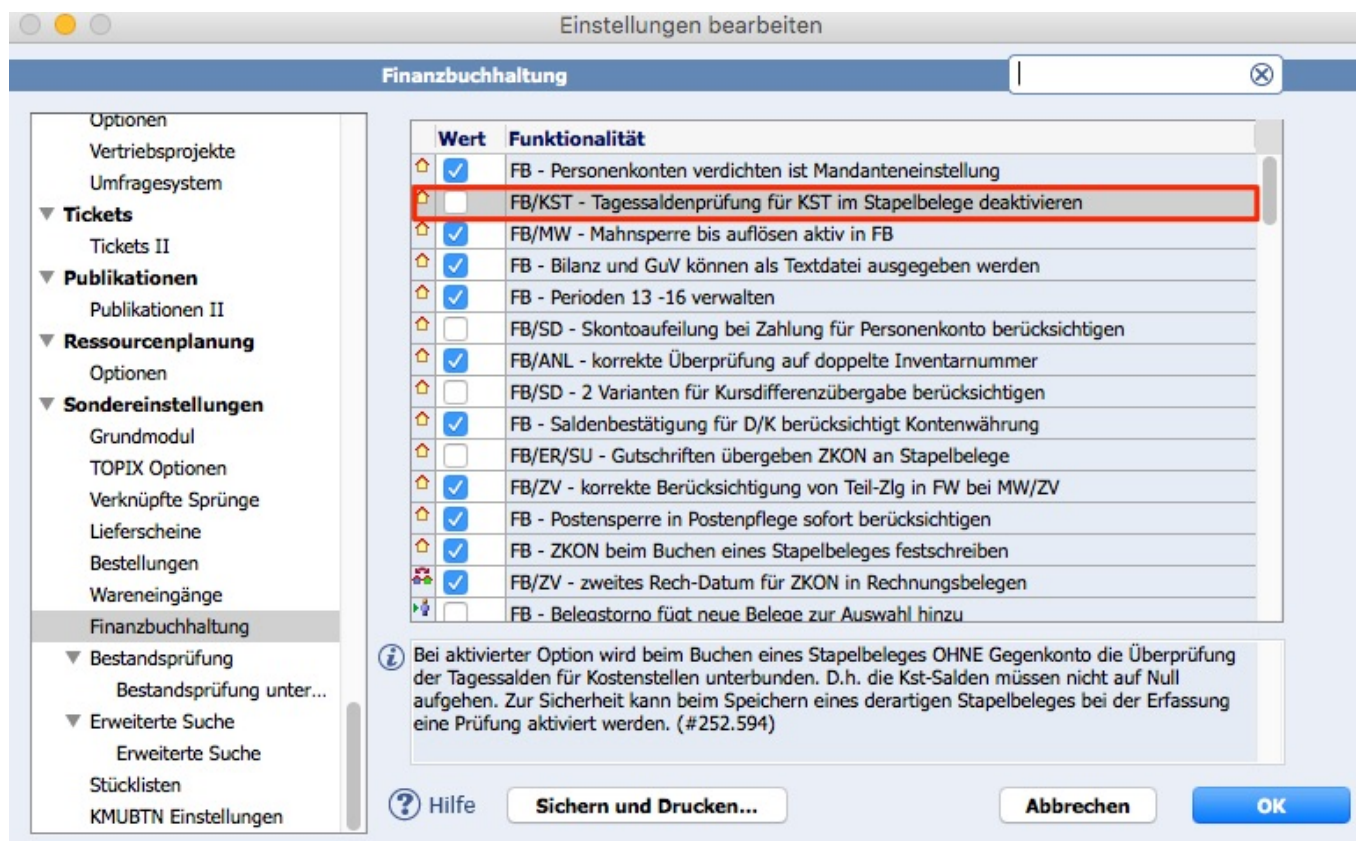 Einstellungen bearbeiten
Finanzbuchhaltung
Optionen
Vertriebsprojekte
Umfragesystem
Tickets
Tickets II
Publikationen
Publikationen II
Ressourcenplanung
Optionen
Sondereinstellungen
Grundmodul
TOPIX Optionen
Verknüpfte Sprünge
Lieferscheine
Bestellungen
Wareneingänge
Finanzbuchhaltung
Bestandsprüfung
Bestandsprüfung unter...
Erweiterte Suche
Erweiterte Suche
Stücklisten
KMUBTN Einstellungen
Wert Funktionalität
FB - Personenkonten verdichten ist Mandanteneinstellung
FB/KST - Tagessaldenprüfung für KST im Stapelbelege deaktivieren
FB/MW - Mahnsperre bis auflösen aktiv in FB
FB - Bilanz und GuV können als Textdatei ausgegeben werden
FB - Perioden 13 -16 verwalten
FB/SD - Skontoaufeilung bei Zahlung für Personenkonto berücksichtigen
FB/ANL - korrekte Überprüfung auf doppelte Inventarnummer
FB/SD - 2 Varianten für Kursdifferenzübergabe berücksichtigen
FB - Saldenbestätigung für D/K berücksichtigt Kontenwährung
FB/ER/SU - Gutschriften übergeben ZKON an Stapelbelege
FB/ZV - korrekte Berücksichtigung von Teil-Zlg in FW bei MW/ZV
FB - Postensperre in Postenpflege sofort berücksichtigen
FB - ZKON beim Buchen eines Stapelbeleges festschreiben
FB/ZV - zweites Rech-Datum für ZKON in Rechnungsbelegen
FB - Belegstorno fügt neue Belege zur Auswahl hinzu
Bei aktivierter Option wird beim Buchen eines Stapelbeleges OHNE Gegenkonto die Überprüfung
der Tagessalden für Kostenstellen unterbunden. D.h. die Kst-Salden müssen nicht auf Null
aufgehen. Zur Sicherheit kann beim Speichern eines derartigen Stapelbeleges bei der Erfassung
eine Prüfung aktiviert werden. (#252.594)
? Hilfe
Sichern und Drucken...
Abbrechen
OK